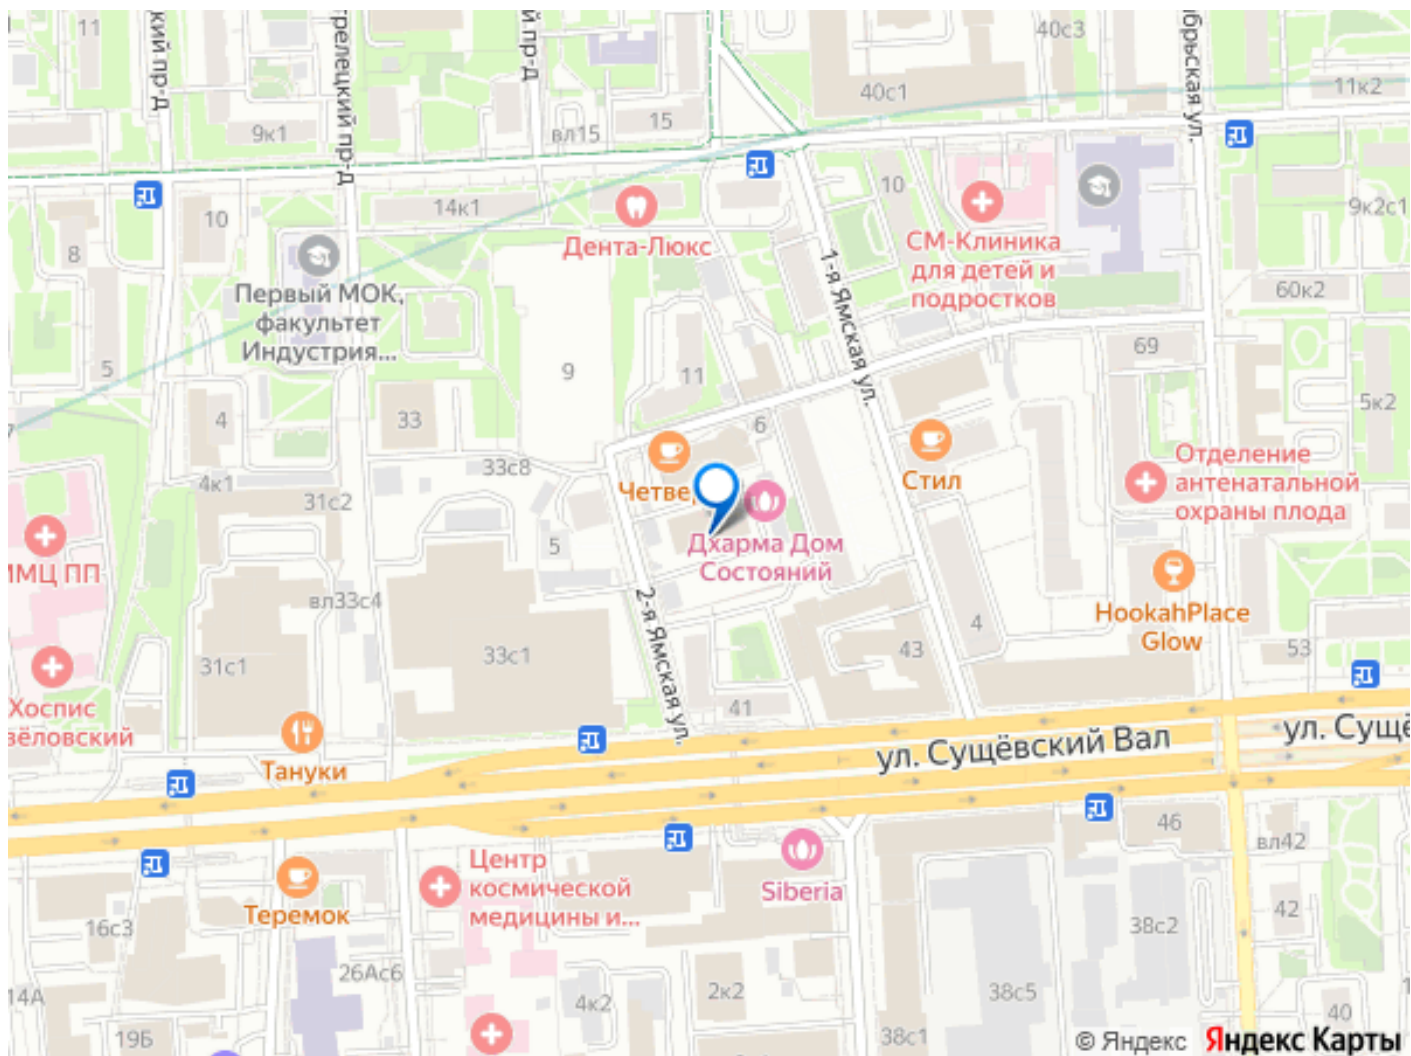 11
40с3
40с1
11к2
9к1
вл15
15
14к1
10
8
Дента-Люкс
10
СМ-Клиника
для детей и
подростков
9к2с1
1-я Ямская ул.
Первый МОК,
факультет
Индустрия...
60к2
69
5
9
11
6
4
33
5к2
Стил
Отделение
антенатальной
охраны плода
33с8
4к1
31с2
5
Дхарма Дом
Состояний
вл33с4
2-я Ямская ул.
HookahPlace
Glow
31с1
33с1
4
43
53
41
Хоспис
Тануки
ул. Сущёвский Вал
46
вл42
Центр
космической
медицины и...
Siberia
Теремок
16с3
42
38с2
26Ас6
14А
4к2
2к2
38с5
19Б
38с1
40
© Яндекс Яндекс Карты